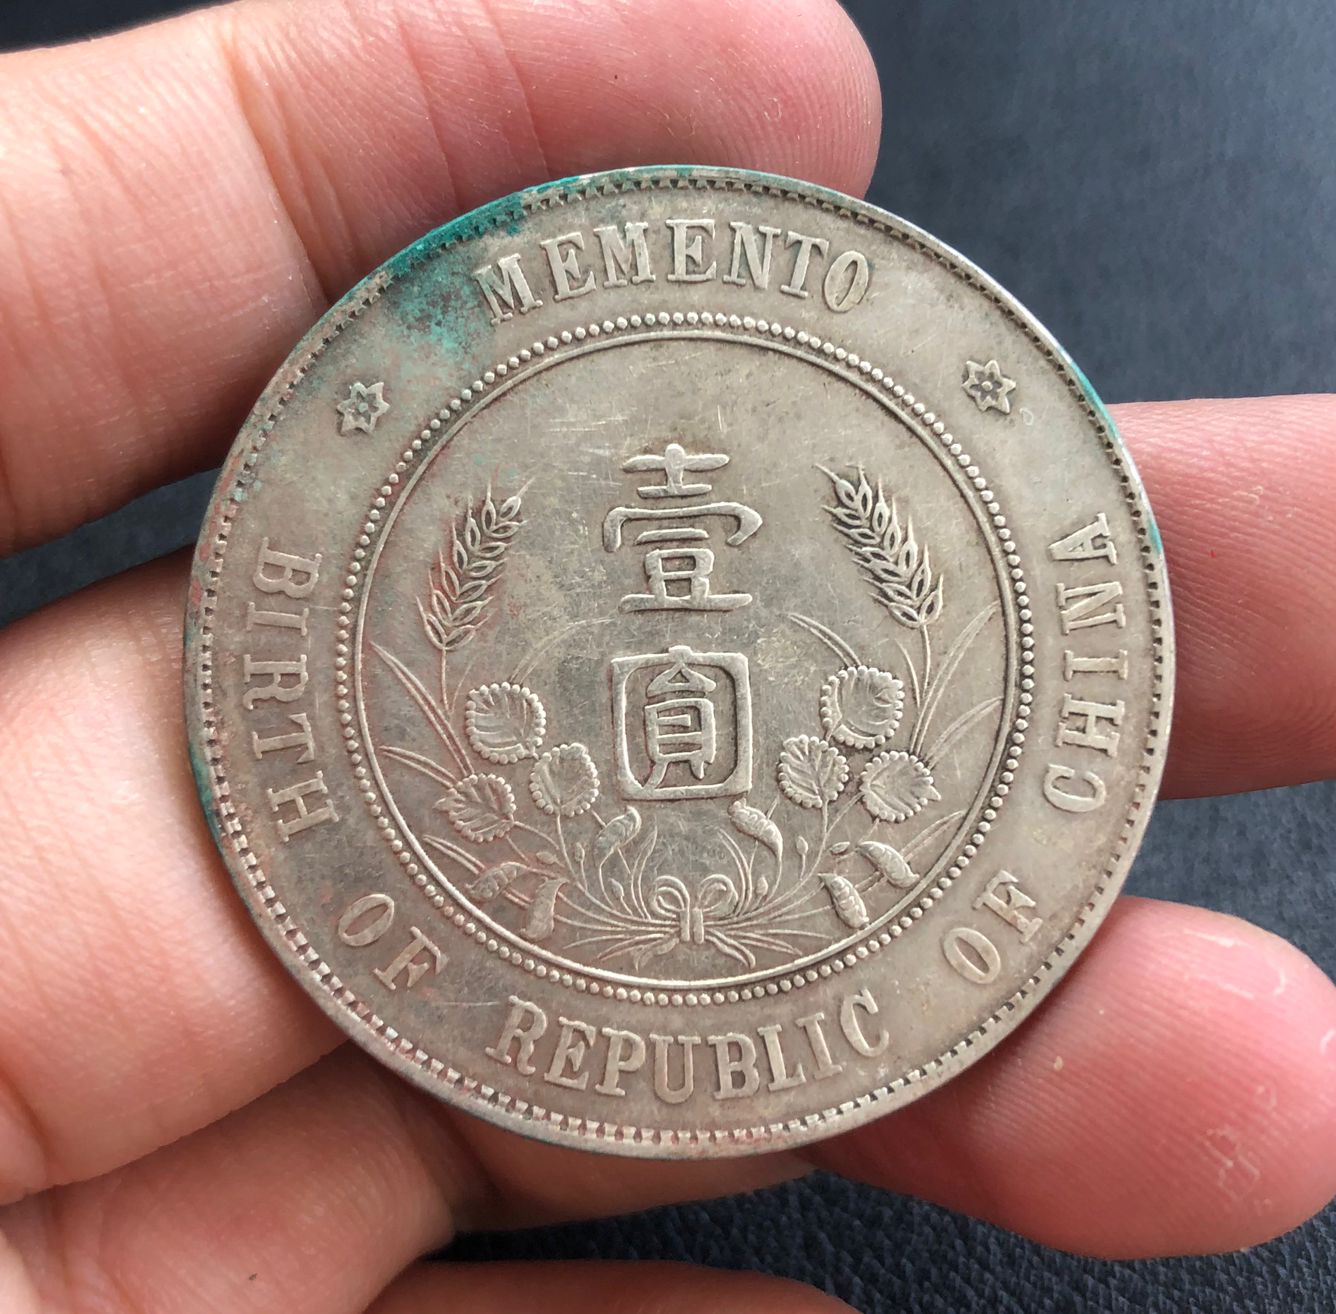 MEMENTO
壹
圓
BIRTH OF REPUBLIC OF CHINA